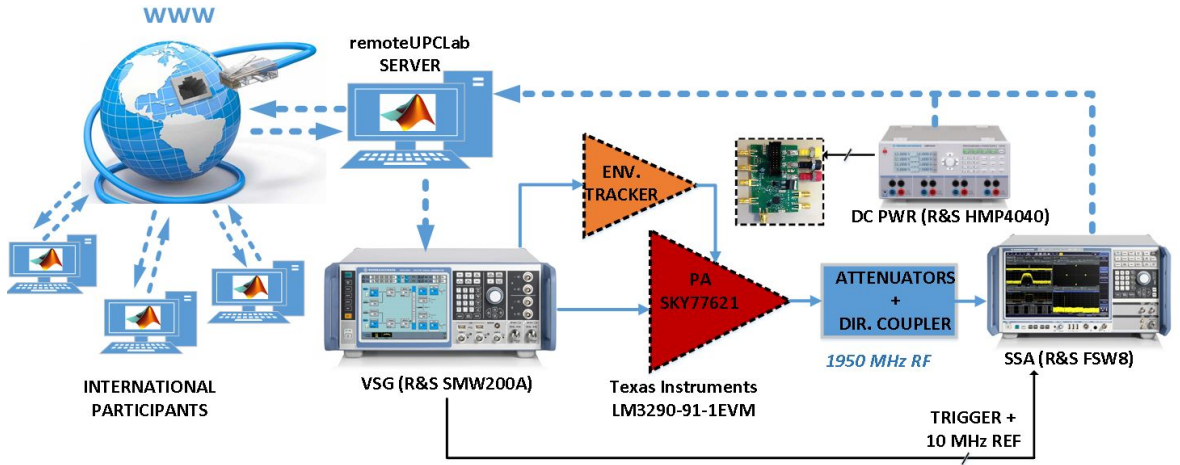 WWW
remoteUPCLab
SERVER
ENV.
TRACKER
DC PWR (R&S HMP4040)
PA
SKY77621
ATTENUATORS
+
DIR. COUPLER
1950 MHz RF
SSA (R&S FSW8)
VSG (R&S SMW200A)
Texas Instruments
LM3290-91-1EVM
INTERNATIONAL
PARTICIPANTS
TRIGGER +
10 MHz REF